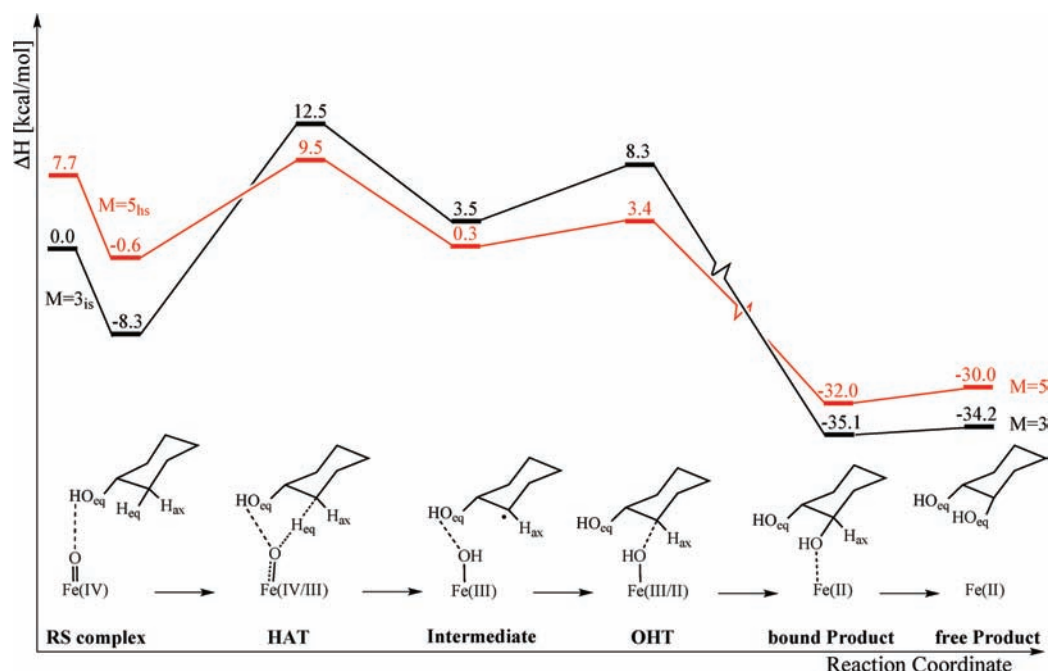 ΔH [kcal/mol]
12.5
9.5
8.3
7.7
M=5hs
3.5
3.4
0.0
-0.6
0.3
M=3is
-8.3
-32.0
-30.0
M=5
-35.1
-34.2
M=3
HOeq
Heq
Hax
O
Fe(IV)
HOeq
Heq
Hax
O
Fe(IV/III)
HOeq
Hax
OH
Fe(III)
HOeq
Hax
HO
Fe(III/II)
HOeq
Hax
HO
Fe(II)
HOeq
HOeq
Fe(II)
RS complex HAT Intermediate OHT bound Product free Product
Reaction Coordinate